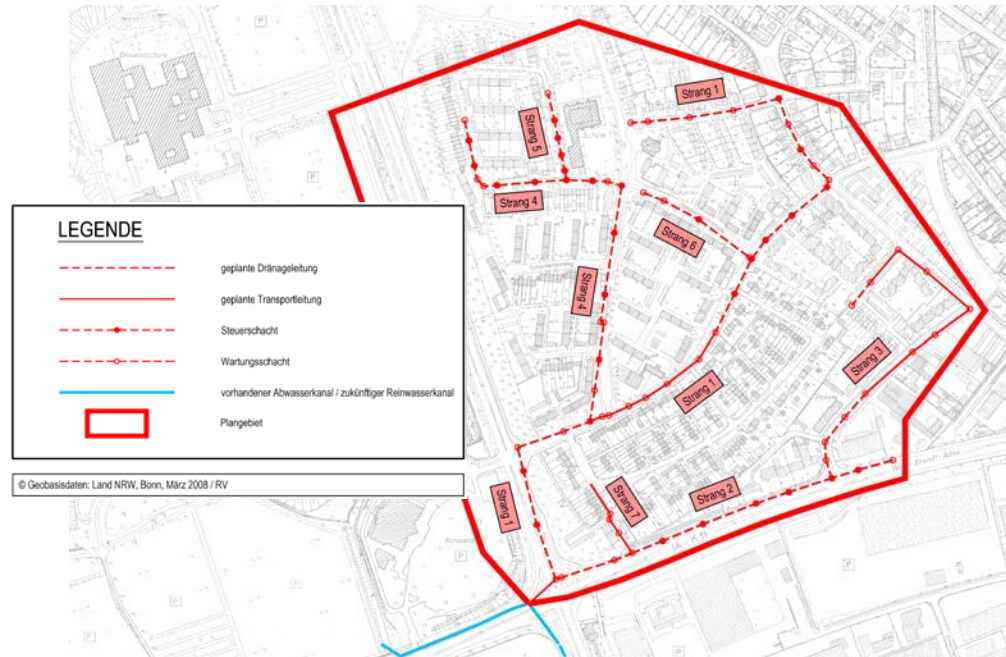 Strang 1
Strang 5
Strang 4
Strang 6
Strang 4
Strang 3
Strang 1
Strang 2
Strang 1
Strang 7
LEGENDE
geplante Dränageleitung
geplante Transportleitung
Steuerschacht
Wartungsschacht
vorhandener Abwasserkanal / zukünftiger Reinwasserkanal
Plangebiet
© Geobasisdaten: Land NRW, Bonn, März 2008 / RV
P
P
P
P
P